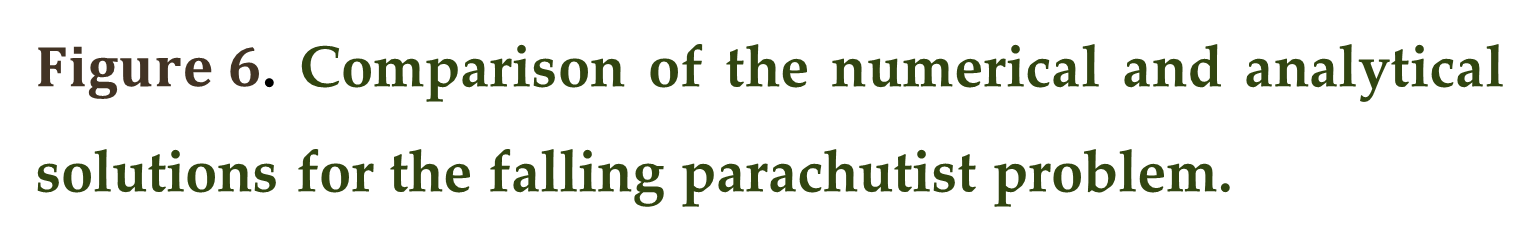 Figure 6. Comparison of the numerical and analytical
solutions for the falling parachutist problem.